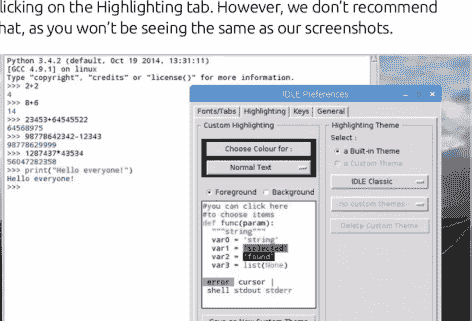 licking on the Highlighting tab. However, we don't recommend
hat, as you won't be seeing the same as our screenshots.
Python 3.4.2 (default, Oct 19 2014, 13:31:11)
[GCC 4.9.1] on linux
Type "copyright", "credits" or "license()" for more information.
>>> 2+2
4
>>> 8+6
14
>>> 23453+64545522
64568975
>>> 98778642342-12343
98778629999
>>> 1287437*43534
56047282358
>>> print("Hello everyone!")
Hello everyone!
>>>
IDLE Preferences
Fonts/Tabs Highlighting Keys General
Custom Highlighting
Choose Colour for :
Normal Text
Foreground Background
#you can click here
#to choose items
def func(param):
"""string"""
var0 = 'string'
var1 = 'selected'
var2 = 'found'
var3 = list(None)
error cursor |
shell stdout stderr
Save as New Custom Theme
Highlighting Theme
Select :
a Built-in Theme
a Custom Theme
IDLE Classic
- no custom themes -
Delete Custom Theme